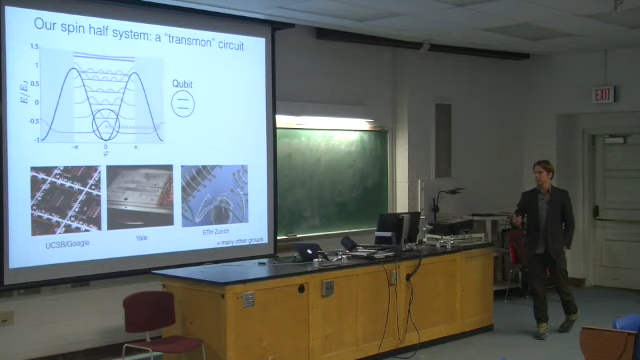 Our spin half system: a "transmon" circuit
1.5
1
0.5
0
-0.5
-1
E/E_J
-π
0
π
φ
Qubit
UCSB/Google
Yale
ETH Zurich
+ many other groups
EXIT